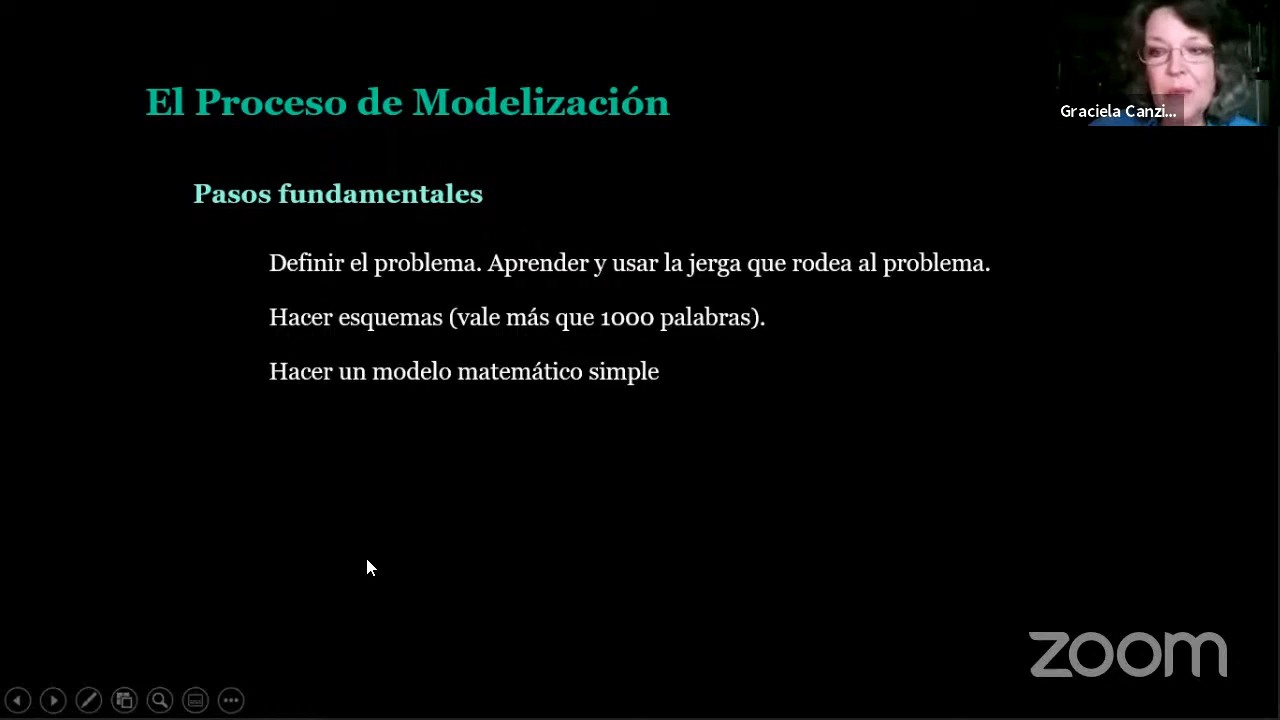 El Proceso de Modelización
Graciela Canzi...
Pasos fundamentales
Definir el problema. Aprender y usar la jerga que rodea al problema.
Hacer esquemas (vale más que 1000 palabras).
Hacer un modelo matemático simple
zoom